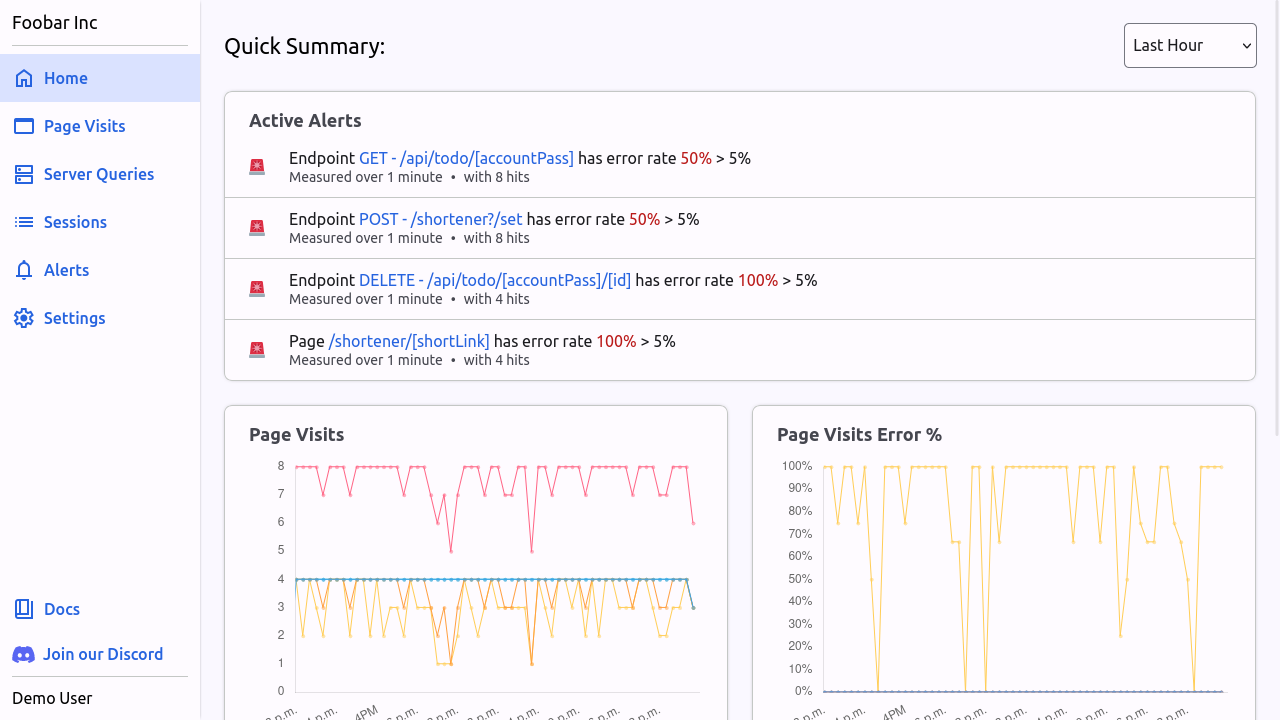 Foobar Inc
Home
Page Visits
Server Queries
Sessions
Alerts
Settings
Docs
Join our Discord
Demo User
Quick Summary:
Last Hour
Active Alerts
Endpoint GET - /api/todo/[accountPass] has error rate 50% > 5%
Measured over 1 minute • with 8 hits
Endpoint POST - /shortener?/set has error rate 50% > 5%
Measured over 1 minute • with 8 hits
Endpoint DELETE - /api/todo/[accountPass]/[id] has error rate 100% > 5%
Measured over 1 minute • with 4 hits
Page /shortener/[shortLink] has error rate 100% > 5%
Measured over 1 minute • with 4 hits
Page Visits
8
7
6
5
4
3
2
1
0
p.m. p.m. 4PM p.m. p.m. p.m. p.m. p.m. p.m.
Page Visits Error %
100%
90%
80%
70%
60%
50%
40%
30%
20%
10%
0%
p.m. p.m. 4PM p.m. p.m. p.m. p.m. p.m. p.m.